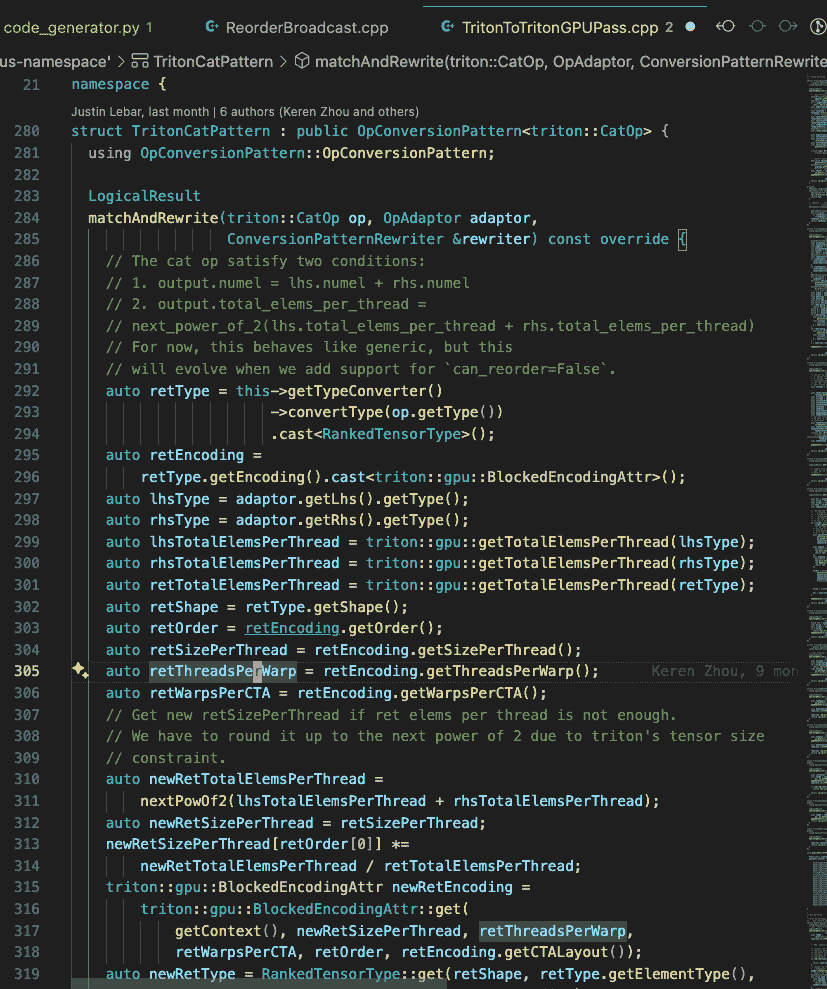 code_generator.py 1 ReorderBroadcast.cpp TritonToTritonGPUPass.cpp 2
us-namespace' > TritonCatPattern > matchAndRewrite(triton::CatOp, OpAdaptor, ConversionPatternRewrite
21 namespace {
Justin Lebar, last month | 6 authors (Keren Zhou and others)
280 struct TritonCatPattern : public OpConversionPattern<triton::CatOp> {
281 using OpConversionPattern::OpConversionPattern;
282
283 LogicalResult
284 matchAndRewrite(triton::CatOp op, OpAdaptor adaptor,
285 ConversionPatternRewriter &rewriter) const override {
286 // The cat op satisfy two conditions:
287 // 1. output.numel = lhs.numel + rhs.numel
288 // 2. output.total_elems_per_thread =
289 // next_power_of_2(lhs.total_elems_per_thread + rhs.total_elems_per_thread)
290 // For now, this behaves like generic, but this
291 // will evolve when we add support for `can_reorder=False`.
292 auto retType = this->getTypeConverter()
293 ->convertType(op.getType())
294 .cast<RankedTensorType>();
295 auto retEncoding =
296 retType.getEncoding().cast<triton::gpu::BlockedEncodingAttr>();
297 auto lhsType = adaptor.getLhs().getType();
298 auto rhsType = adaptor.getRhs().getType();
299 auto lhsTotalElemsPerThread = triton::gpu::getTotalElemsPerThread(lhsType);
300 auto rhsTotalElemsPerThread = triton::gpu::getTotalElemsPerThread(rhsType);
301 auto retTotalElemsPerThread = triton::gpu::getTotalElemsPerThread(retType);
302 auto retShape = retType.getShape();
303 auto retOrder = retEncoding.getOrder();
304 auto retSizePerThread = retEncoding.getSizePerThread();
305 auto retThreadsPerWarp = retEncoding.getThreadsPerWarp(); Keren Zhou, 9 mon
306 auto retWarpsPerCTA = retEncoding.getWarpsPerCTA();
307 // Get new retSizePerThread if ret elems per thread is not enough.
308 // We have to round it up to the next power of 2 due to triton's tensor size
309 // constraint.
310 auto newRetTotalElemsPerThread =
311 nextPowOf2(lhsTotalElemsPerThread + rhsTotalElemsPerThread);
312 auto newRetSizePerThread = retSizePerThread;
313 newRetSizePerThread[retOrder[0]] *=
314 newRetTotalElemsPerThread / retTotalElemsPerThread;
315 triton::gpu::BlockedEncodingAttr newRetEncoding =
316 triton::gpu::BlockedEncodingAttr::get(
317 getContext(), newRetSizePerThread, retThreadsPerWarp,
318 retWarpsPerCTA, retOrder, retEncoding.getCTALayout());
319 auto newRetType = RankedTensorType::get(retShape, retType.getElementType(),